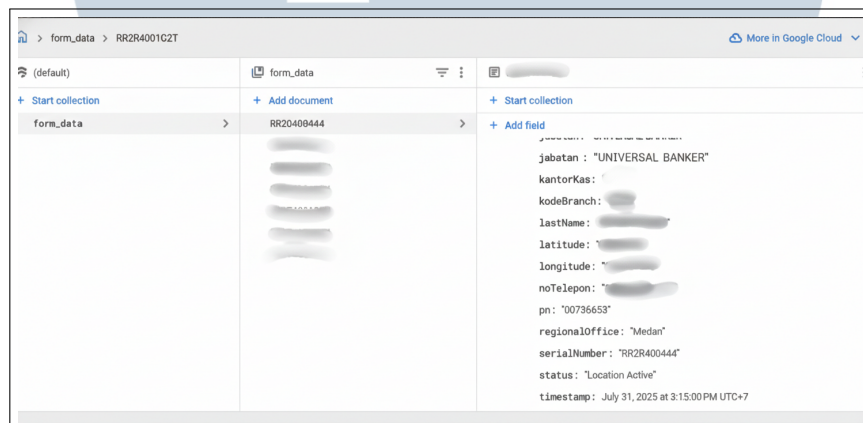 > form_data > RR2R4001C2T
More in Google Cloud
(default)
form_data
+ Start collection
+ Add document
+ Start collection
form_data
RR20400444
+ Add field
jabatan : "UNIVERSAL BANKER"
kantorKas:
kodeBranch:
lastName:
latitude: "
longitude: "
noTelepon: "
pn: "00736653"
regionalOffice: "Medan"
serialNumber: "RR2R400444"
status: "Location Active"
timestamp: July 31, 2025 at 3:15:00 PM UTC+7